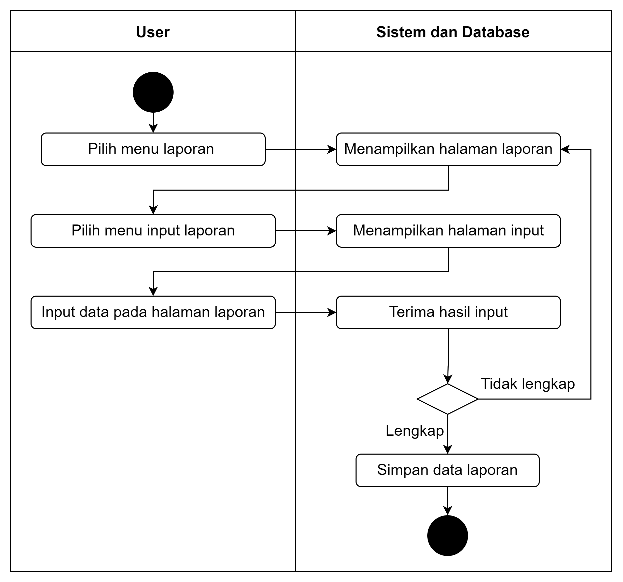 User
Sistem dan Database
Pilih menu laporan
Menampilkan halaman laporan
Pilih menu input laporan
Menampilkan halaman input
Input data pada halaman laporan
Terima hasil input
Tidak lengkap
Lengkap
Simpan data laporan